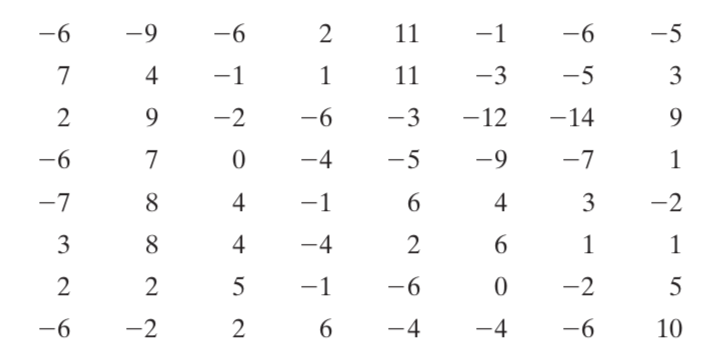 −6 −9 −6 2 11 −1 −6 −5
7 4 −1 1 11 −3 −5 3
2 9 −2 −6 −3 −12 −14 9
−6 7 0 −4 −5 −9 −7 1
−7 8 4 −1 6 4 3 −2
3 8 4 −4 2 6 1 1
2 2 5 −1 −6 0 −2 5
−6 −2 2 6 −4 −4 −6 10